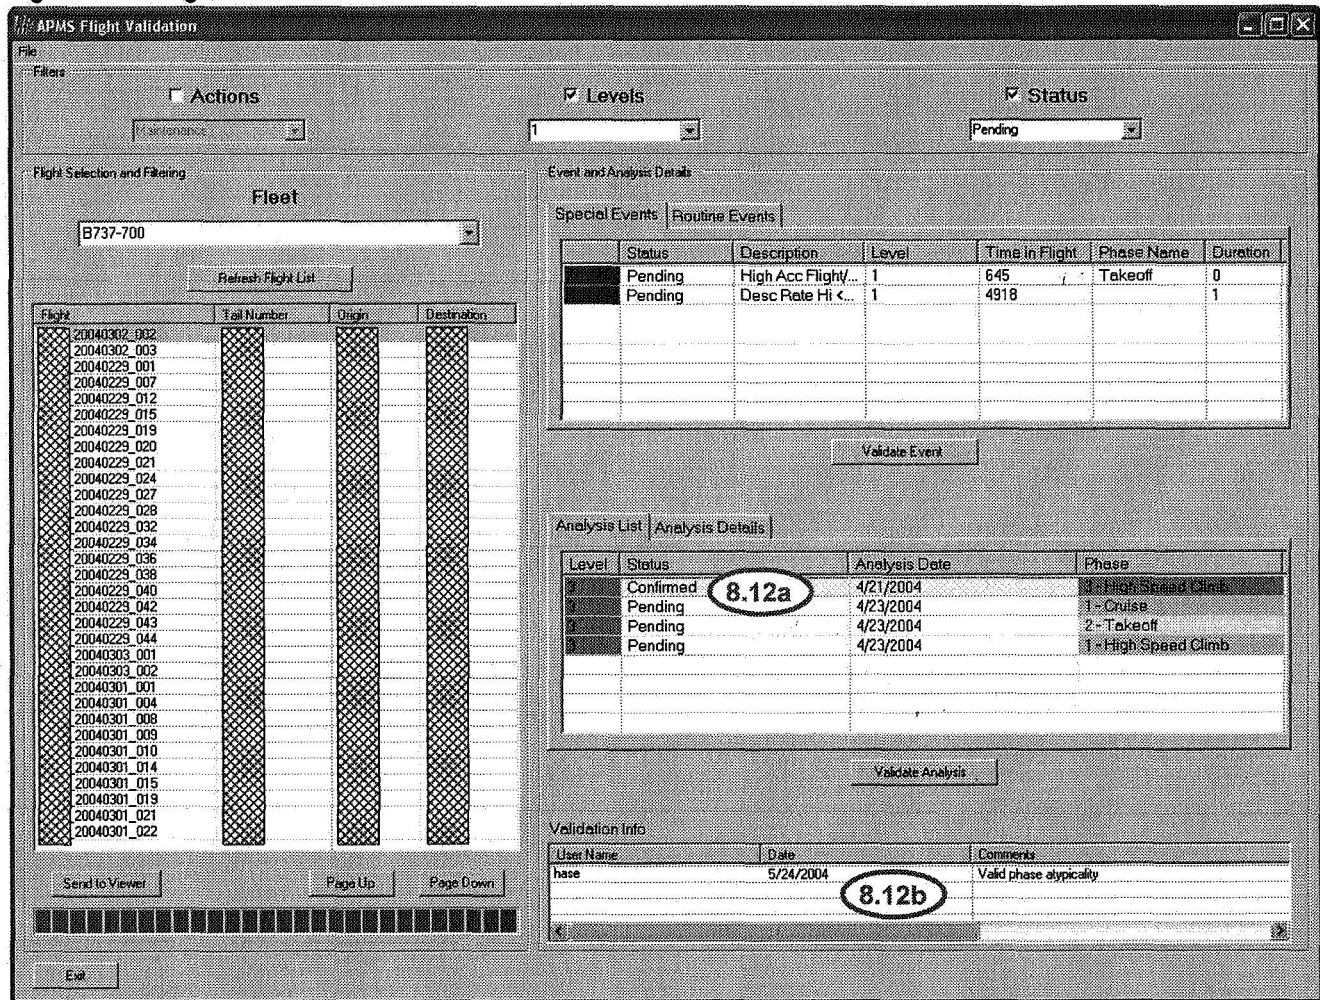 APMS Flight Validation
File
Filters
Actions
Levels
Status
Maintenance
1
Pending
Flight Selection and Filtering
Fleet
B737-700
Refresh Flight List
Flight Tail Number Origin Destination
20040302_002
20040302_003
20040229_001
20040229_007
20040229_012
20040229_015
20040229_019
20040229_020
20040229_021
20040229_024
20040229_027
20040229_028
20040229_032
20040229_034
20040229_036
20040229_038
20040229_040
20040229_042
20040229_043
20040229_044
20040303_001
20040303_002
20040301_001
20040301_004
20040301_008
20040301_009
20040301_010
20040301_014
20040301_015
20040301_019
20040301_021
20040301_022
Send to Viewer Page Up Page Down
Exit
Event and Analysis Details
Special Events Routine Events
Status Description Level Time in Flight Phase Name Duration
Pending High Acc Flight/... 1 645 Takeoff 0
Pending Desc Rate Hi <... 1 4918 1
Validate Event
Analysis List Analysis Details
Level Status Analysis Date Phase
3 Confirmed 8.12a 4/21/2004 3 - High Speed Climb
3 Pending 4/23/2004 1 - Cruise
3 Pending 4/23/2004 2 - Takeoff
3 Pending 4/23/2004 1 - High Speed Climb
Validate Analysis
Validation Info
User Name Date Comments
hase 5/24/2004 Valid phase atypicality
8.12b